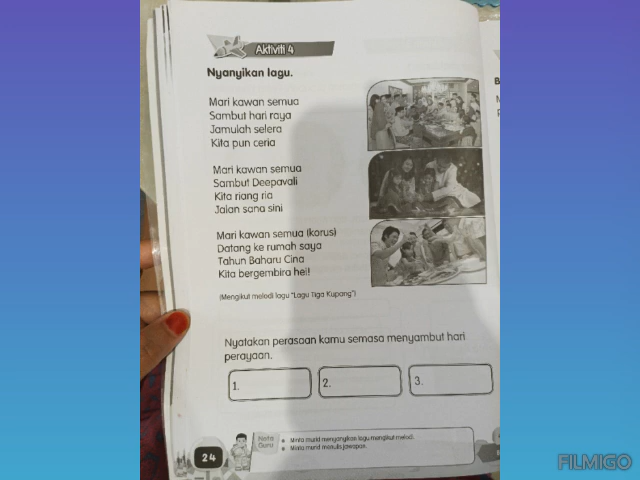 Aktiviti 4
Nyanyikan lagu.
Mari kawan semua
Sambut hari raya
Jamulah selera
Kita pun ceria
Mari kawan semua
Sambut Deepavali
Kita riang ria
Jalan sana sini
Mari kawan semua (korus)
Datang ke rumah saya
Tahun Baharu Cina
Kita bergembira hei!
(Mengikut melodi lagu "Lagu Tiga Kupang")
Nyatakan perasaan kamu semasa menyambut hari
perayaan.
1.
2.
3.
Nota
Guru
Minta murid menyanyikan lagu mengikut melodi.
Minta murid menulis jawapan.
24
FILMIGO